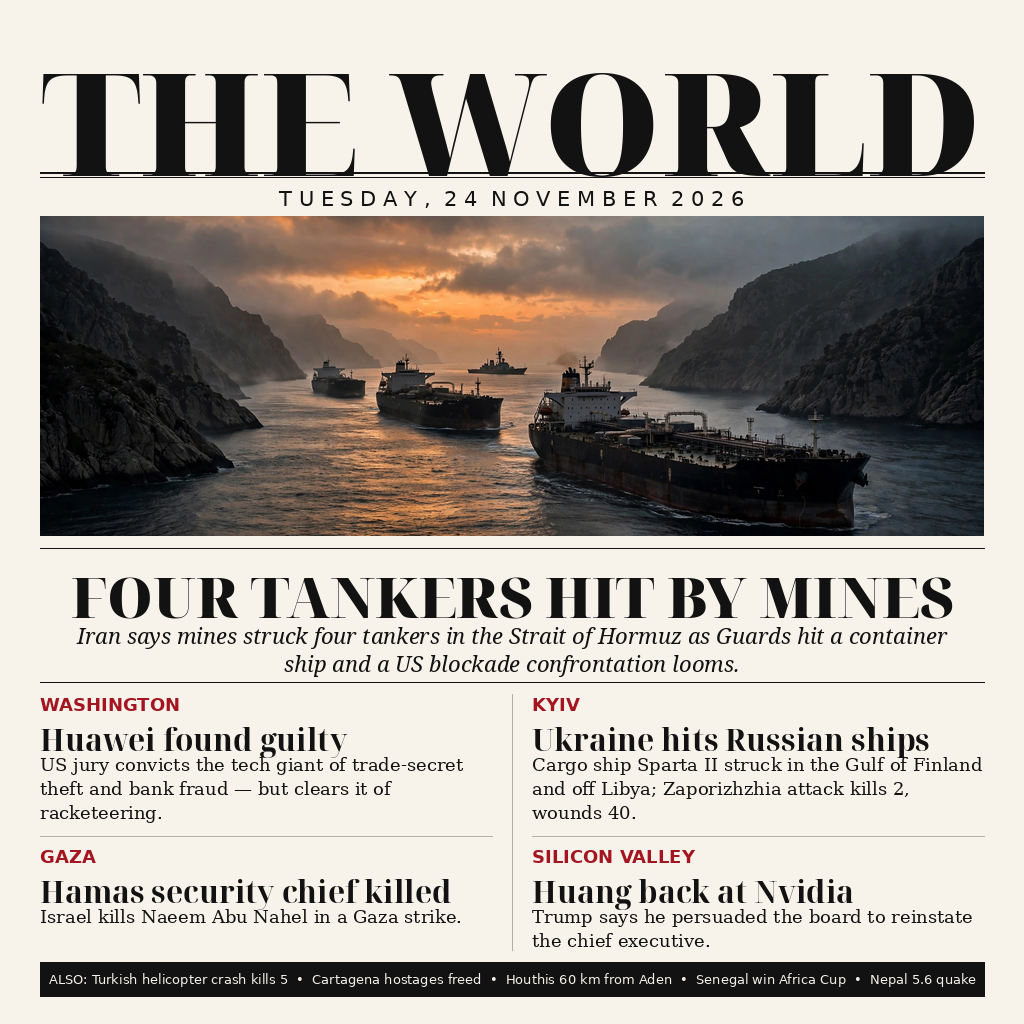 THE WORLD
TUESDAY, 24 NOVEMBER 2026
FOUR TANKERS HIT BY MINES
Iran says mines struck four tankers in the Strait of Hormuz as Guards hit a container
ship and a US blockade confrontation looms.
WASHINGTON
Huawei found guilty
US jury convicts the tech giant of trade-secret
theft and bank fraud — but clears it of
racketeering.
KYIV
Ukraine hits Russian ships
Cargo ship Sparta II struck in the Gulf of Finland
and off Libya; Zaporizhzhia attack kills 2,
wounds 40.
GAZA
Hamas security chief killed
Israel kills Naeem Abu Nahel in a Gaza strike.
SILICON VALLEY
Huang back at Nvidia
Trump says he persuaded the board to reinstate
the chief executive.
ALSO: Turkish helicopter crash kills 5 • Cartagena hostages freed • Houthis 60 km from Aden • Senegal win Africa Cup • Nepal 5.6 quake